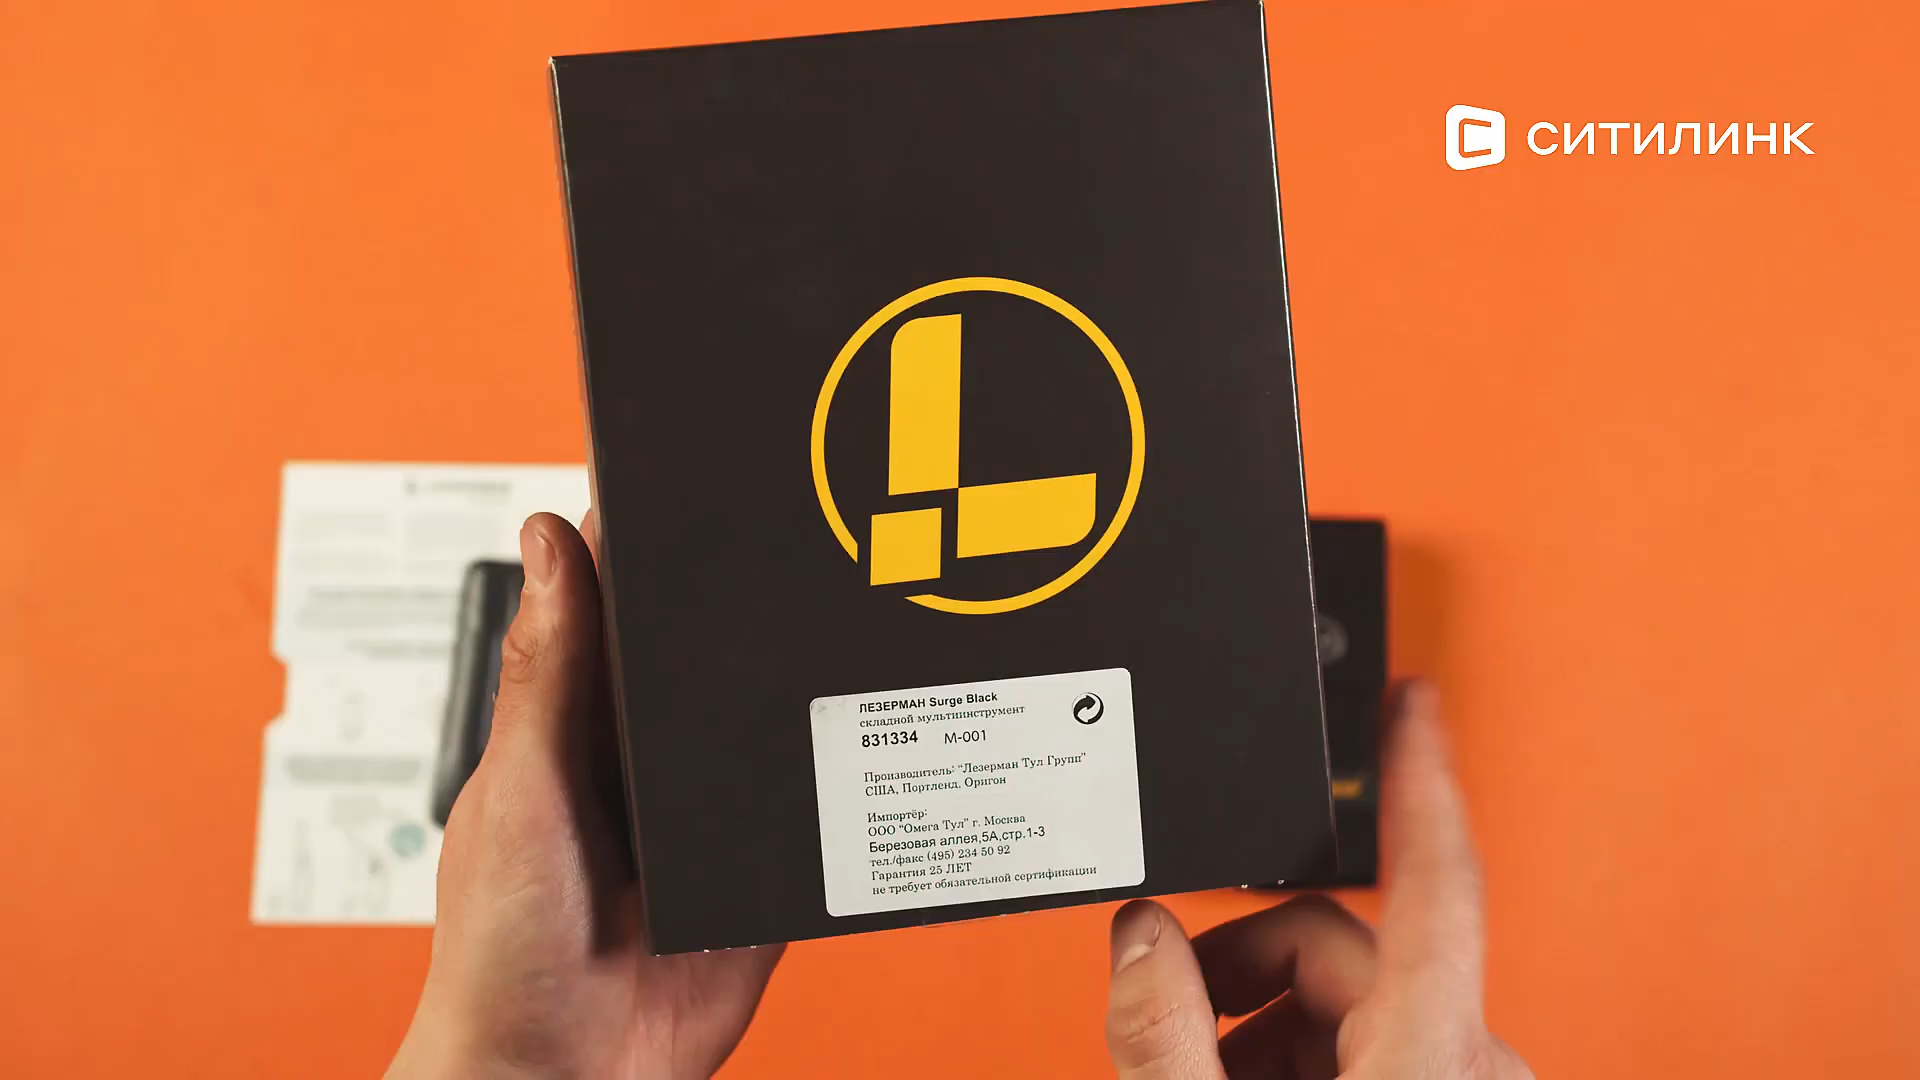 СИТИЛИНК
ЛЕЗЕРМАН Surge Black
складной мультиинструмент
831334 М-001
Производитель: “Лезерман Тул Групп”
США, Портленд, Оригон
Импортёр:
ООО “Омега Тул” г. Москва
Березовая аллея,5А,стр.1-3
тел./факс (495) 234 50 92
Гарантия 25 ЛЕТ
не требует обязательной сертификации